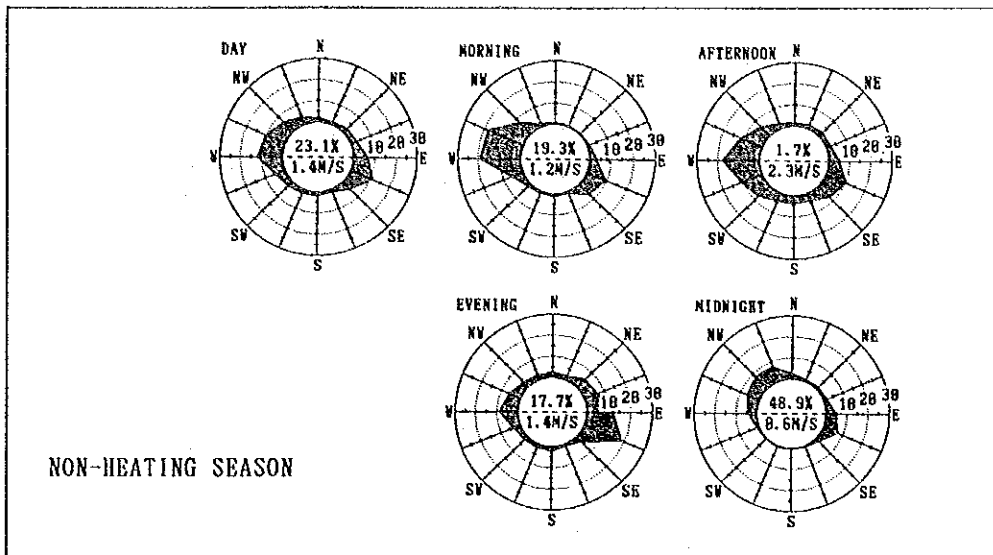 DAY
N
NW
NE
23.1%
1.4M/S
10 20 30
W
E
SW
SE
S
MORNING
N
NW
NE
19.3%
1.2M/S
10 20 30
W
E
SW
SE
S
AFTERNOON
N
NW
NE
1.7%
2.3M/S
10 20 30
W
E
SW
SE
S
EVENING
N
NW
NE
17.7%
1.4M/S
10 20 30
W
E
SW
SE
S
MIDNIGHT
N
NW
NE
48.9%
0.6M/S
10 20 30
W
E
SW
SE
S
NON-HEATING SEASON